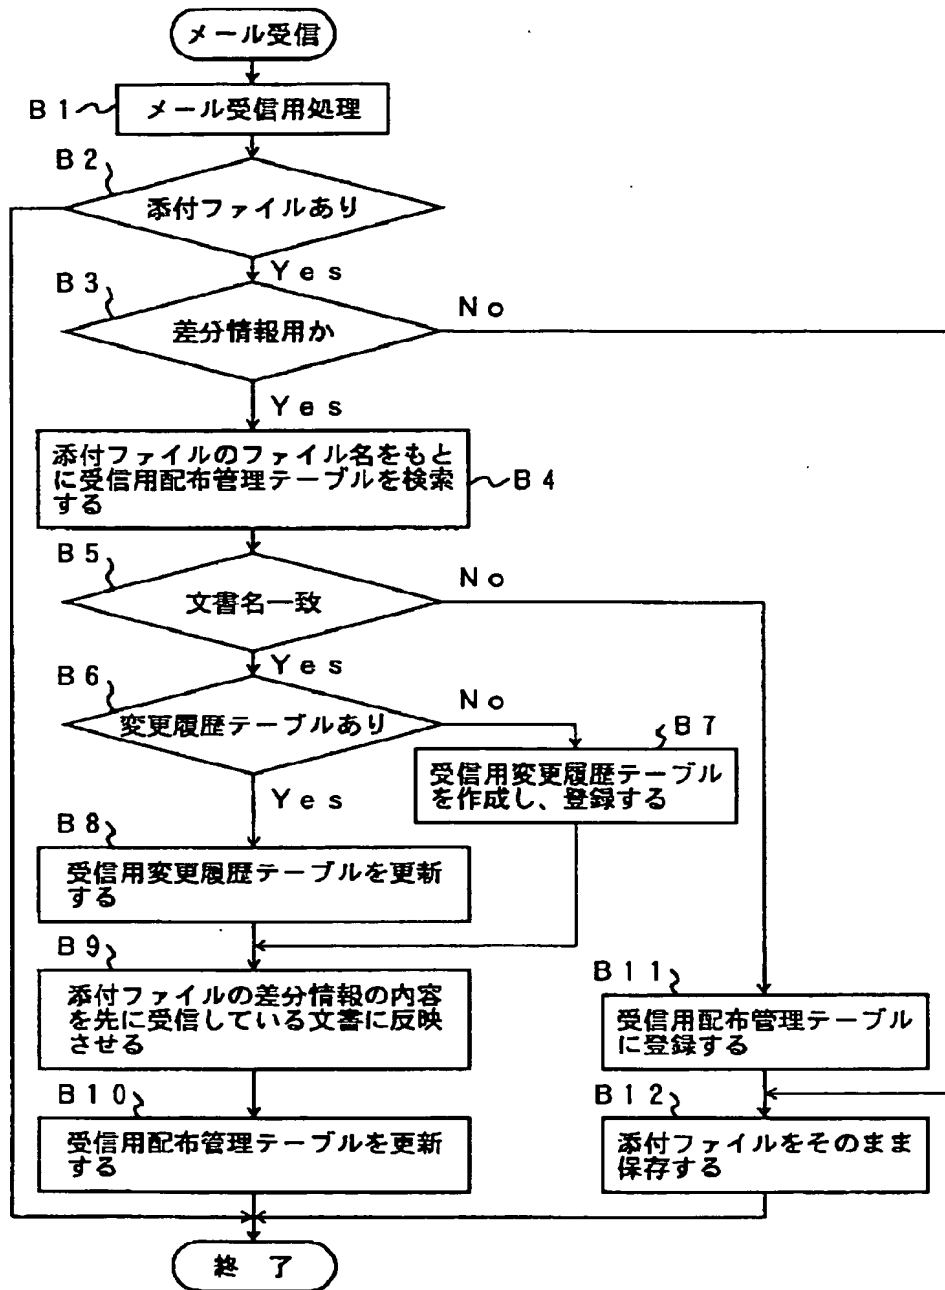 メール受信
B1
メール受信用処理
B2
添付ファイルあり
Yes
B3
差分情報用か
No
Yes
添付ファイルのファイル名をもと
に受信用配布管理テーブルを検索
する
B4
B5
文書名一致
No
Yes
B6
変更履歴テーブルあり
No
B7
受信用変更履歴テーブル
を作成し、登録する
Yes
B8
受信用変更履歴テーブルを更新
する
B9
添付ファイルの差分情報の内容
を先に受信している文書に反映
させる
B11
受信用配布管理テーブル
に登録する
B10
受信用配布管理テーブルを更新
する
B12
添付ファイルをそのまま
保存する
終 了